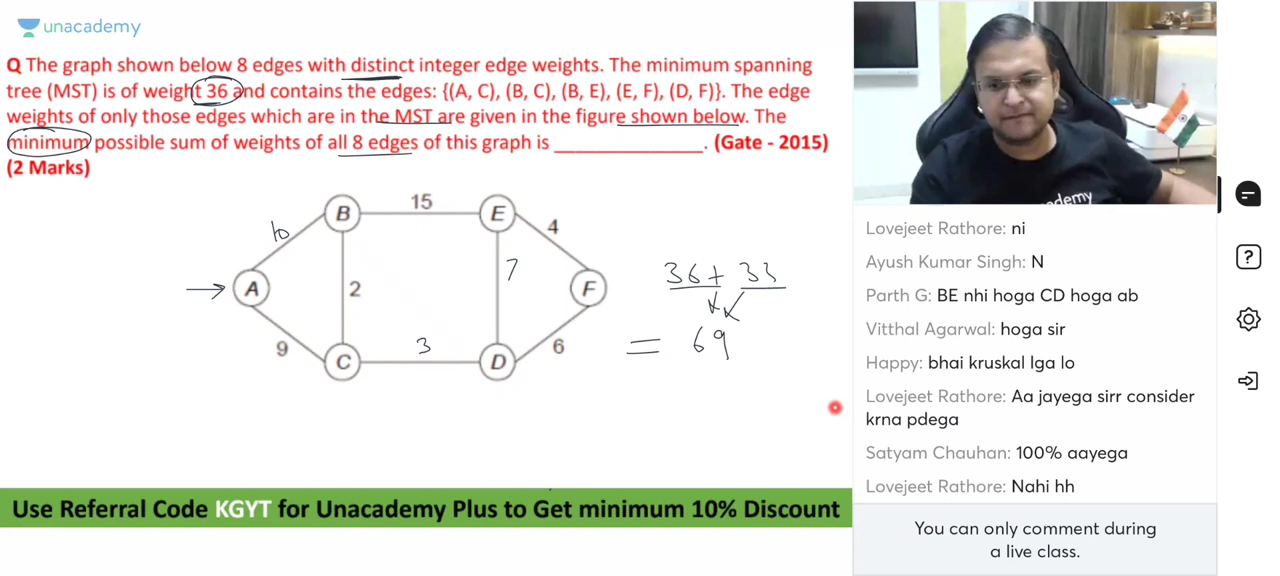 unacademy
Q The graph shown below 8 edges with distinct integer edge weights. The minimum spanning
tree (MST) is of weight 36 and contains the edges: {(A, C), (B, C), (B, E), (E, F), (D, F)}. The edge
weights of only those edges which are in the MST are given in the figure shown below. The
minimum possible sum of weights of all 8 edges of this graph is ________________. (Gate - 2015)
(2 Marks)
10
B
15
E
4
A
2
7
F
9
C
3
D
6
36 + 33
= 69
Use Referral Code KGYT for Unacademy Plus to Get minimum 10% Discount
demy
Lovejeet Rathore: ni
Ayush Kumar Singh: N
Parth G: BE nhi hoga CD hoga ab
Vitthal Agarwal: hoga sir
Happy: bhai kruskal lga lo
Lovejeet Rathore: Aa jayega sirr consider
krna pdega
Satyam Chauhan: 100% aayega
Lovejeet Rathore: Nahi hh
You can only comment during
a live class.